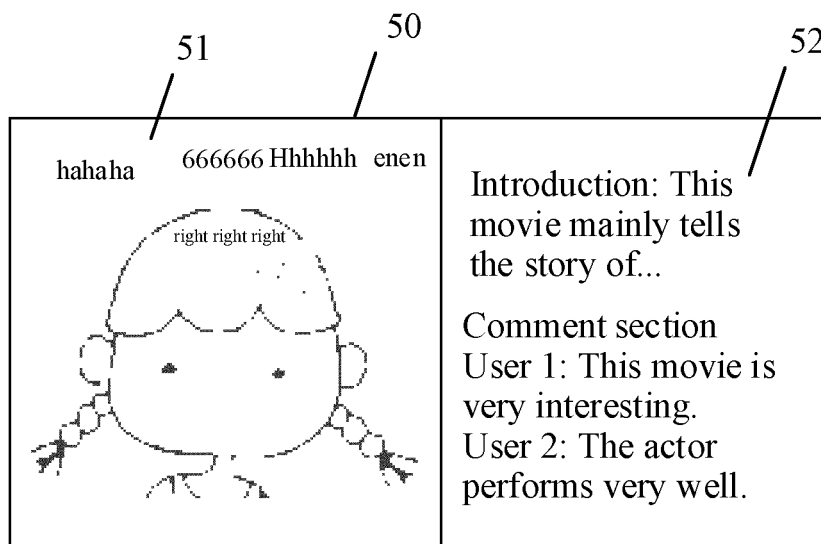 51
50
52
hahaha
666666 Hhhhhh enen
right right right
Introduction: This
movie mainly tells
the story of...
Comment section
User 1: This movie is
very interesting.
User 2: The actor
performs very well.